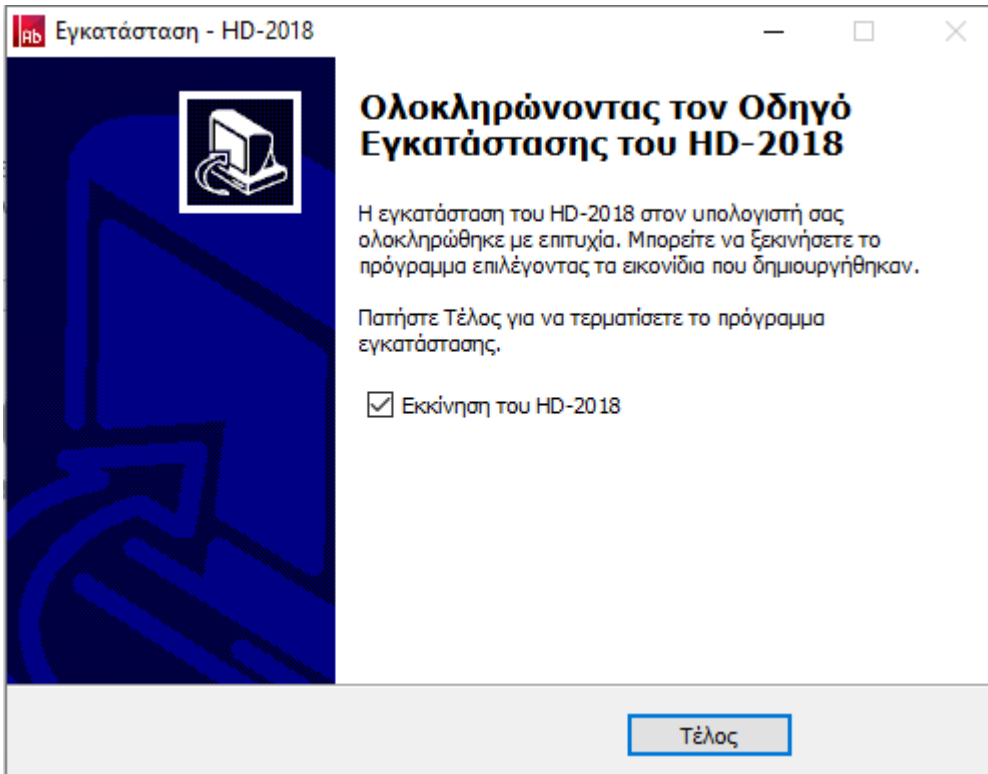 Ab Εγκατάσταση - HD-2018
Ολοκληρώνοντας τον Οδηγό
Εγκατάστασης του HD-2018
Η εγκατάσταση του HD-2018 στον υπολογιστή σας
ολοκληρώθηκε με επιτυχία. Μπορείτε να ξεκινήσετε το
πρόγραμμα επιλέγοντας τα εικονίδια που δημιουργήθηκαν.
Πατήστε Τέλος για να τερματίσετε το πρόγραμμα
εγκατάστασης.
Εκκίνηση του HD-2018
Τέλος